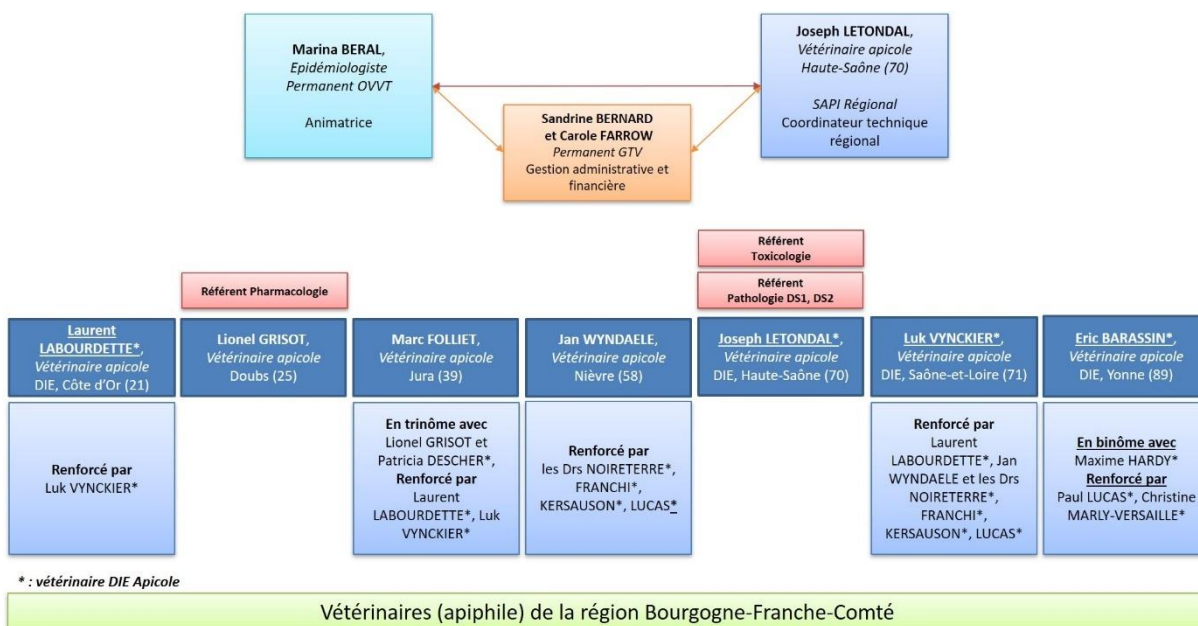 Marina BERAL,
Epidémiologiste
Permanent OVVT
Animatrice
Joseph LETONDAL,
Vétérinaire apicole
Haute-Saône (70)
SAPI Régional
Coordinateur technique
régional
Sandrine BERNARD
et Carole FARROW
Permanent GTV
Gestion administrative et
financière
Référent Pharmacologie
Référent
Toxicologie
Référent
Pathologie DS1, DS2
Laurent
LABOURDETTE*,
Vétérinaire apicole
DIE, Côte d'Or (21)
Lionel GRISOT,
Vétérinaire apicole
Doubs (25)
Marc FOLLIET,
Vétérinaire apicole
Jura (39)
Jan WYNDAELE,
Vétérinaire apicole
Nièvre (58)
Joseph LETONDAL*,
Vétérinaire apicole
DIE, Haute-Saône (70)
Luk VYNCKIER*,
Vétérinaire apicole
DIE, Saône-et-Loire (71)
Eric BARASSIN*,
Vétérinaire apicole
DIE, Yonne (89)
Renforcé par
Luk VYNCKIER*
En trinôme avec
Lionel GRISOT et
Patricia DESCHER*,
Renforcé par
Laurent
LABOURDETTE*, Luk
VYNCKIER*
Renforcé par
les Drs NOIRETERRE*,
FRANCHI*,
KERSAUSON*, LUCAS*
Renforcé par
Laurent
LABOURDETTE*, Jan
WYNDAELE et les Drs
NOIRETERRE*,
FRANCHI*,
KERSAUSON*, LUCAS*
En binôme avec
Maxime HARDY*
Renforcé par
Paul LUCAS*, Christine
MARLY-VERSAILLE*
* : vétérinaire DIE Apicole
Vétérinaires (apiphile) de la région Bourgogne-Franche-Comté